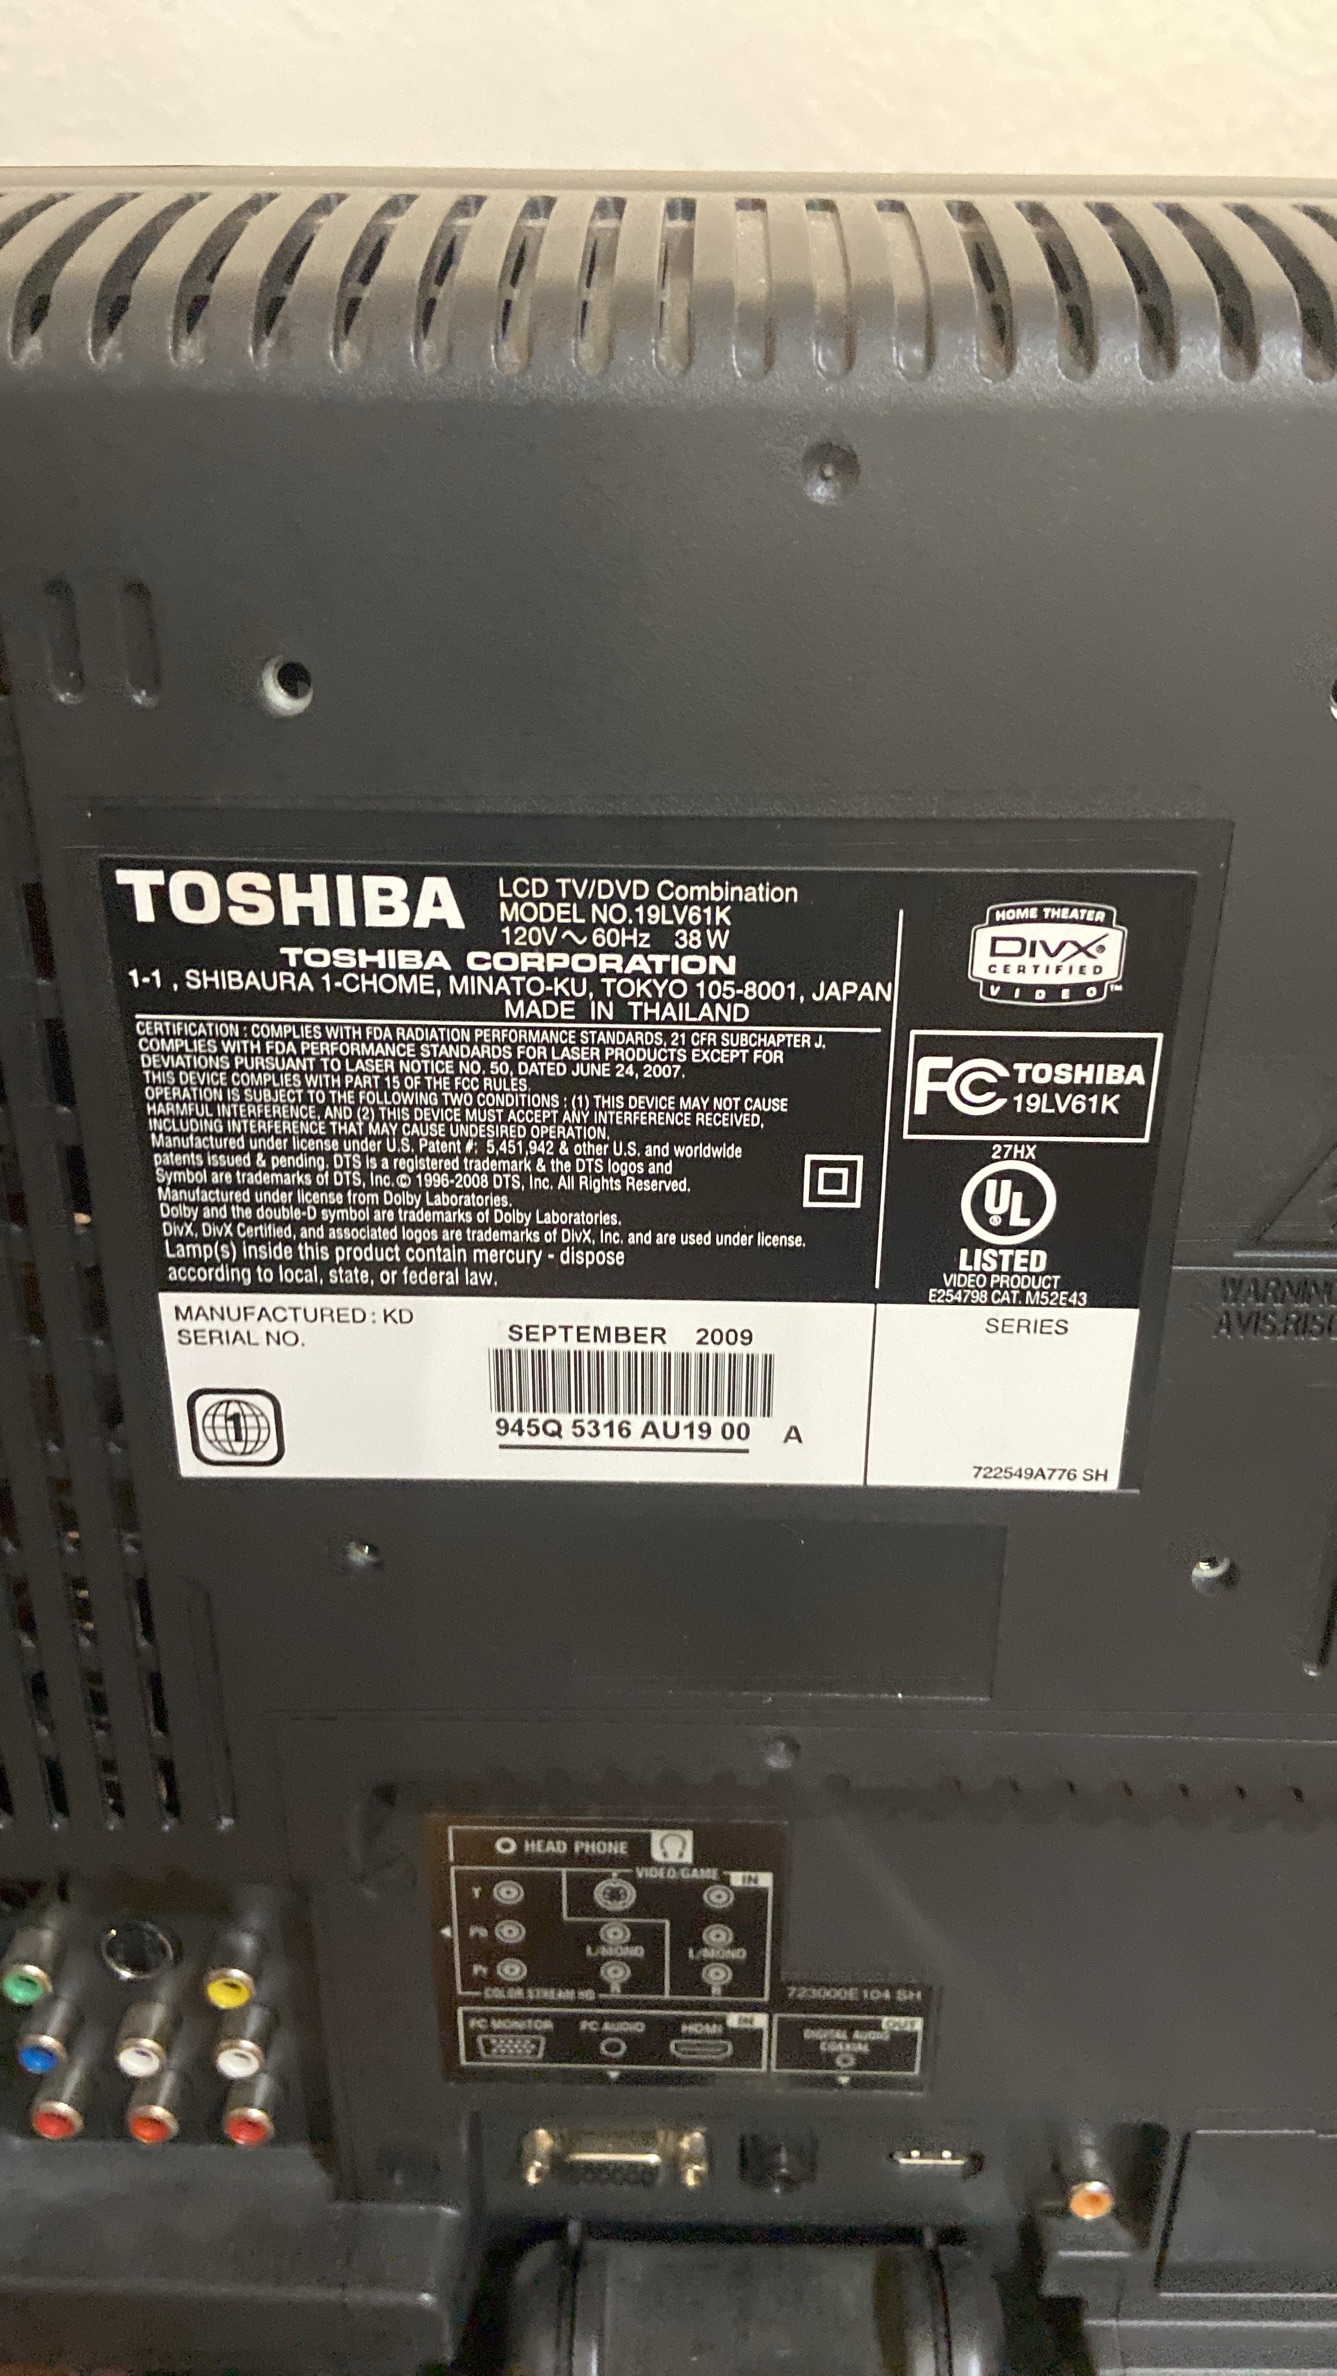 TOSHIBA
LCD TV/DVD Combination
MODEL NO.19LV61K
120V～60Hz 38W
TOSHIBA CORPORATION
1-1 , SHIBAURA 1-CHOME, MINATO-KU, TOKYO 105-8001, JAPAN
MADE IN THAILAND
CERTIFICATION : COMPLIES WITH FDA RADIATION PERFORMANCE STANDARDS, 21 CFR SUBCHAPTER J.
COMPLIES WITH FDA PERFORMANCE STANDARDS FOR LASER PRODUCTS EXCEPT FOR
DEVIATIONS PURSUANT TO LASER NOTICE NO. 50, DATED JUNE 24, 2007.
THIS DEVICE COMPLIES WITH PART 15 OF THE FCC RULES.
OPERATION IS SUBJECT TO THE FOLLOWING TWO CONDITIONS : (1) THIS DEVICE MAY NOT CAUSE
HARMFUL INTERFERENCE, AND (2) THIS DEVICE MUST ACCEPT ANY INTERFERENCE RECEIVED,
INCLUDING INTERFERENCE THAT MAY CAUSE UNDESIRED OPERATION.
Manufactured under license under U.S. Patent #: 5,451,942 & other U.S. and worldwide
patents issued & pending. DTS is a registered trademark & the DTS logos and
Symbol are trademarks of DTS, Inc.© 1996-2008 DTS, Inc. All Rights Reserved.
Manufactured under license from Dolby Laboratories.
Dolby and the double-D symbol are trademarks of Dolby Laboratories.
DivX, DivX Certified, and associated logos are trademarks of DivX, Inc. and are used under license.
Lamp(s) inside this product contain mercury - dispose
according to local, state, or federal law.
HOME THEATER
DIVX®
CERTIFIED
VIDEO™
FC TOSHIBA
19LV61K
27HX
UL®
LISTED
VIDEO PRODUCT
E254798 CAT. M52E43
WARNING
AVIS:RIS
MANUFACTURED : KD
SERIAL NO.
SEPTEMBER 2009
945Q 5316 AU19 00 A
1
SERIES
722549A776 SH
HEAD PHONE
VIDEO/GAME IN
Y
Pb
Pr
L/MONO
L/MONO
R
R
COLOR STREAM HD
723000E104 SH
PC MONITOR
PC AUDIO
HDMI
IN
OUT
DIGITAL AUDIO
COAXIAL